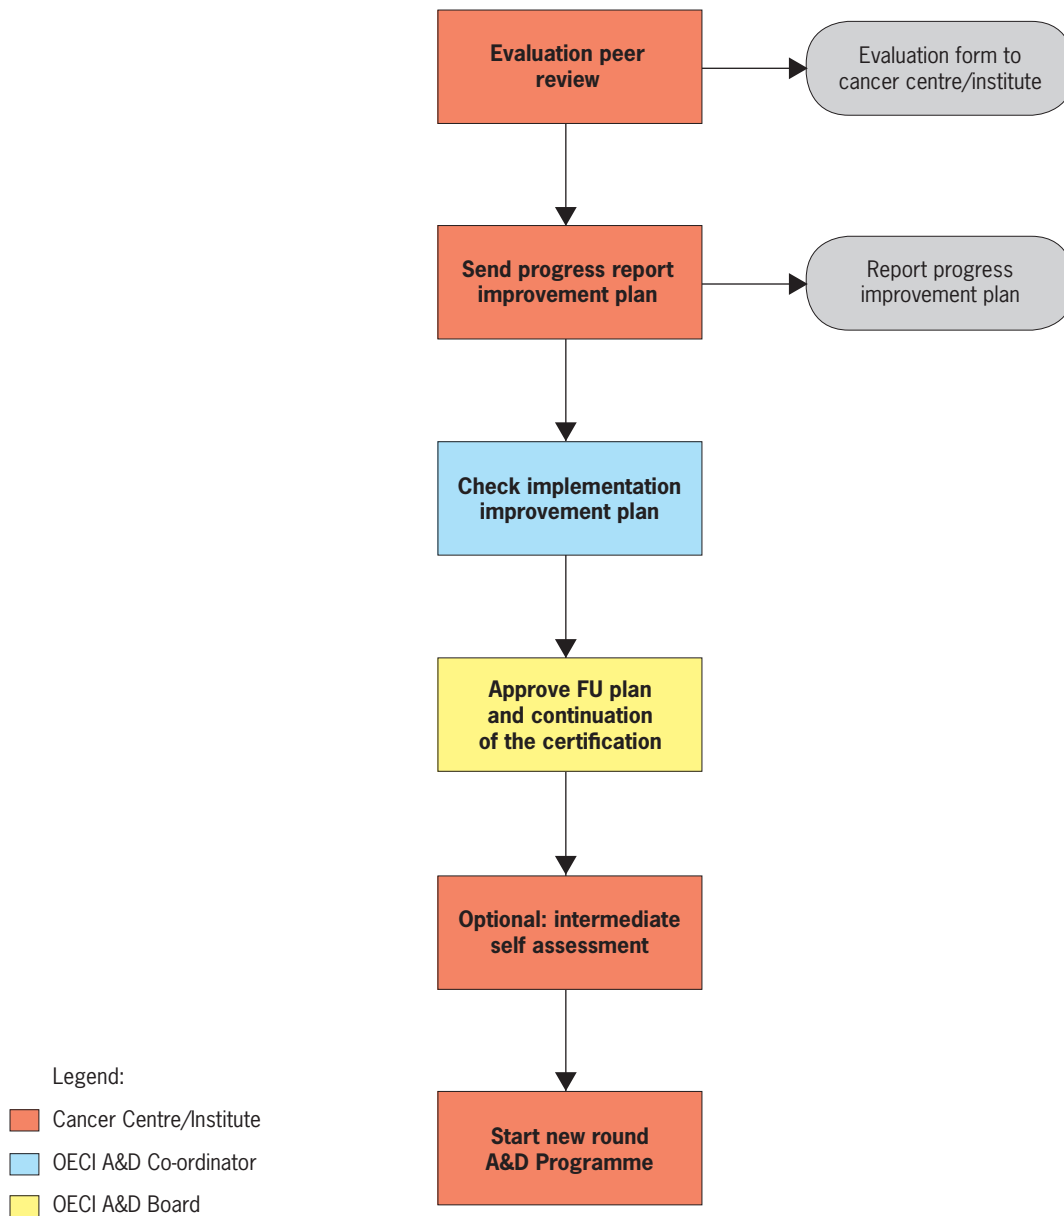 Evaluation peer
review
Evaluation form to
cancer centre/institute
Send progress report
improvement plan
Report progress
improvement plan
Check implementation
improvement plan
Approve FU plan
and continuation
of the certification
Optional: intermediate
self assessment
Start new round
A&D Programme
Legend:
Cancer Centre/Institute
OECI A&D Co-ordinator
OECI A&D Board